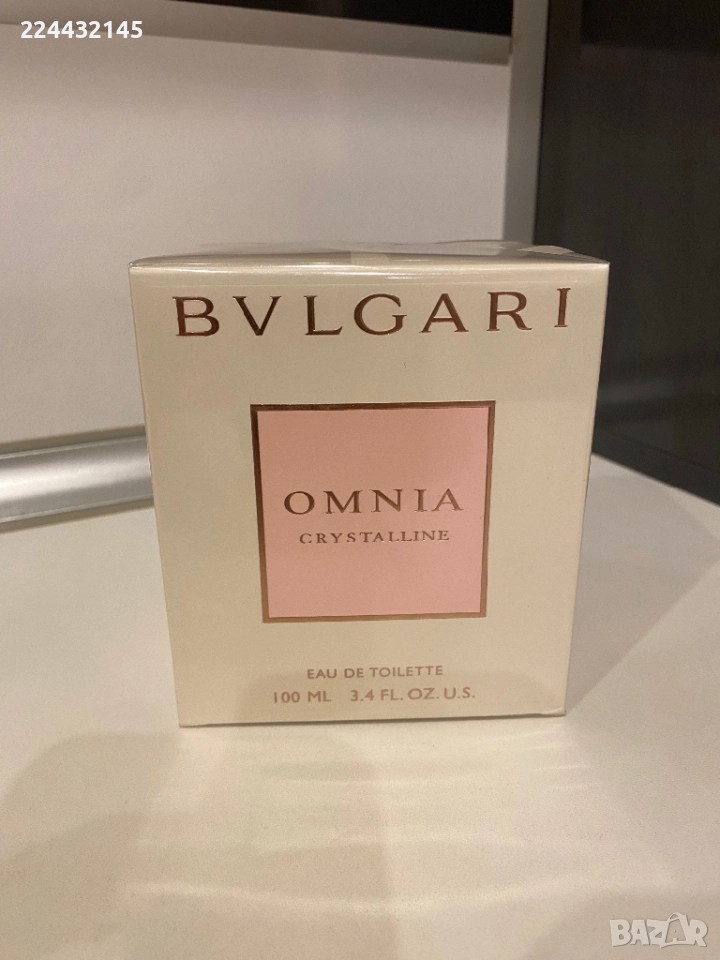 224432145
BVLGARI
OMNIA
CRYSTALLINE
EAU DE TOILETTE
100 ML 3.4 FL. OZ. U.S.
BAZAR